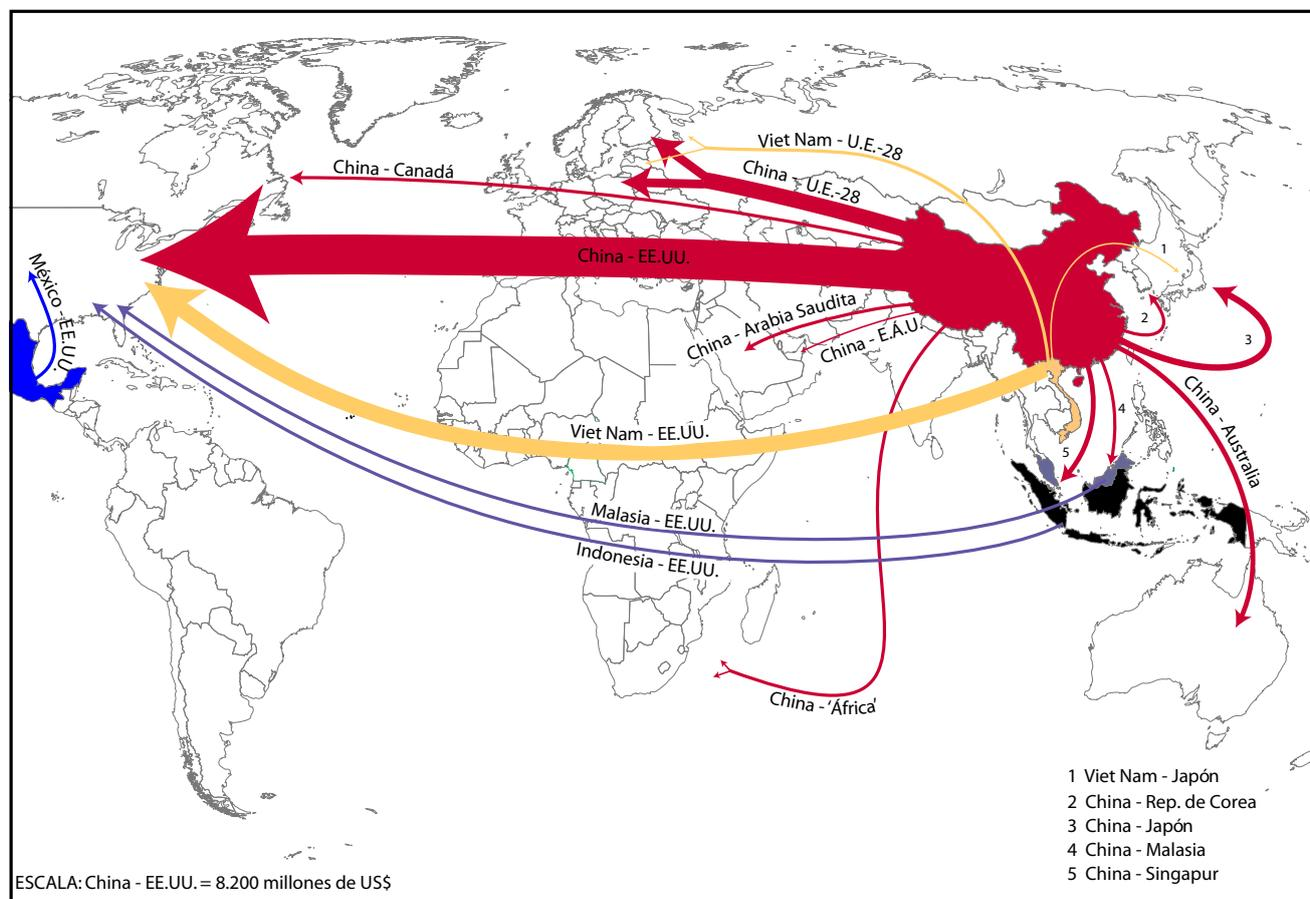 Viet Nam - U.E.-28
China - U.E.-28
China - Canadá
China - EE.UU.
México - EE.UU.
China - Arabia Saudita
China - E.Á.U.
1
2
3
China - Australia
4
5
Viet Nam - EE.UU.
Malasia - EE.UU.
Indonesia - EE.UU.
China - 'África'
1 Viet Nam - Japón
2 China - Rep. de Corea
3 China - Japón
4 China - Malasia
5 China - Singapur
ESCALA: China - EE.UU. = 8.200 millones de US$